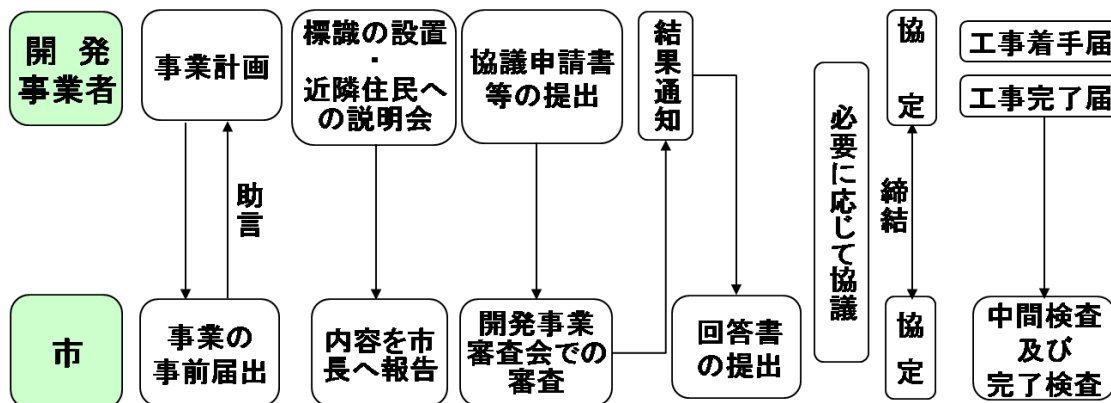 開 発
事業者
事業計画
標識の設置
・
近隣住民へ
の説明会
協議申請書
等の提出
結果通知
必要に応じて協議
協 定
工事着手届
工事完了届
助言
締結
市
事業の
事前届出
内容を市
長へ報告
開発事業
審査会での
審査
回答書
の提出
協 定
中間検査
及び
完了検査